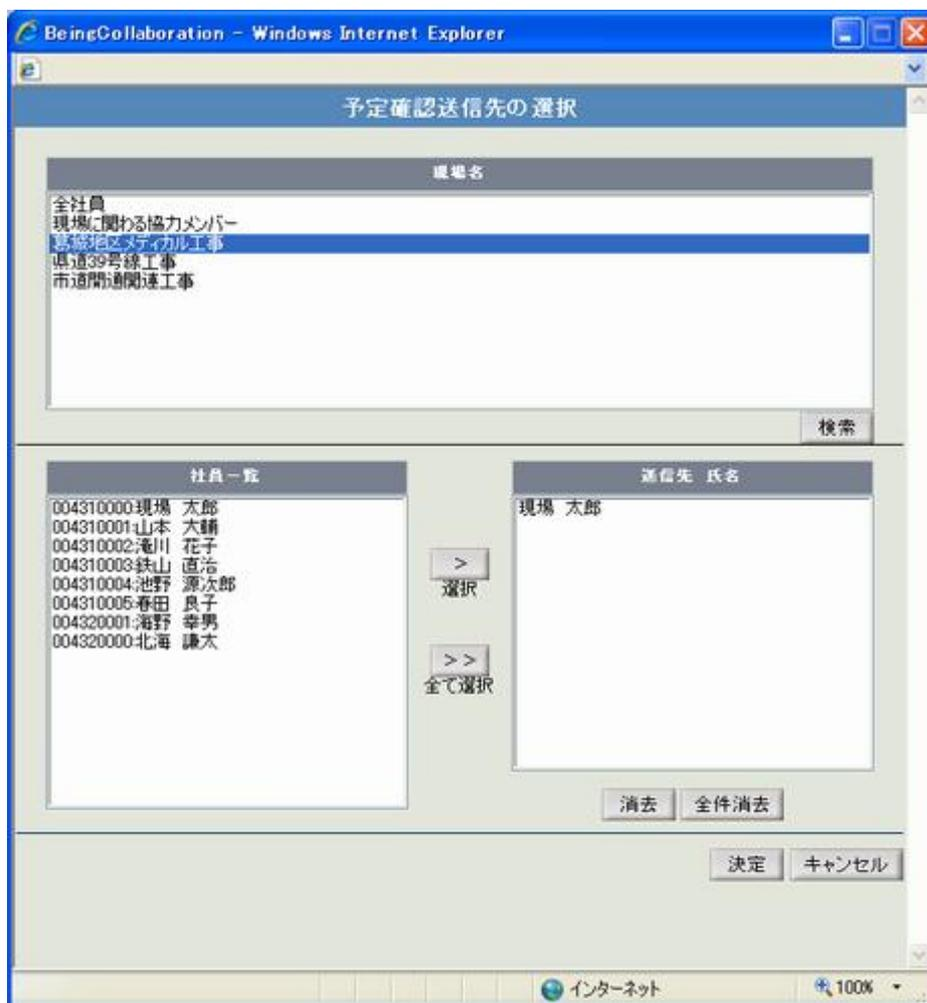 BeingCollaboration - Windows Internet Explorer
予定確認送信先の選択
現場名
全社員
現場に関わる協力メンバー
葛城地区メディカル工事
県道39号線工事
市道開通関連工事
検索
社員一覧
004310000:現場 太郎
004310001:山本 大輔
004310002:滝川 花子
004310003:鉄山 直治
004310004:池野 源次郎
004310005:春田 良子
004320001:海野 幸男
004320000:北海 謙太
>
選択
>>
全て選択
送信先 氏名
現場 太郎
消去 全件消去
決定 キャンセル
インターネット 100%